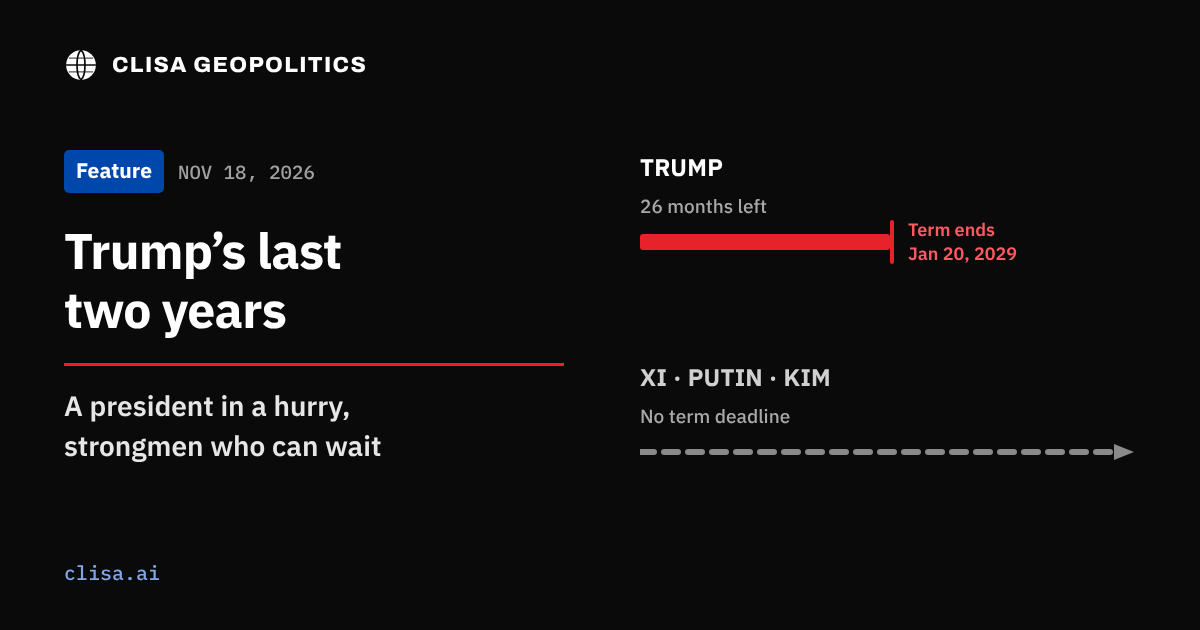 CLISA GEOPOLITICS
Feature
NOV 18, 2026
Trump’s last
two years
A president in a hurry,
strongmen who can wait
clisa.ai
TRUMP
26 months left
Term ends
Jan 20, 2029
XI · PUTIN · KIM
No term deadline